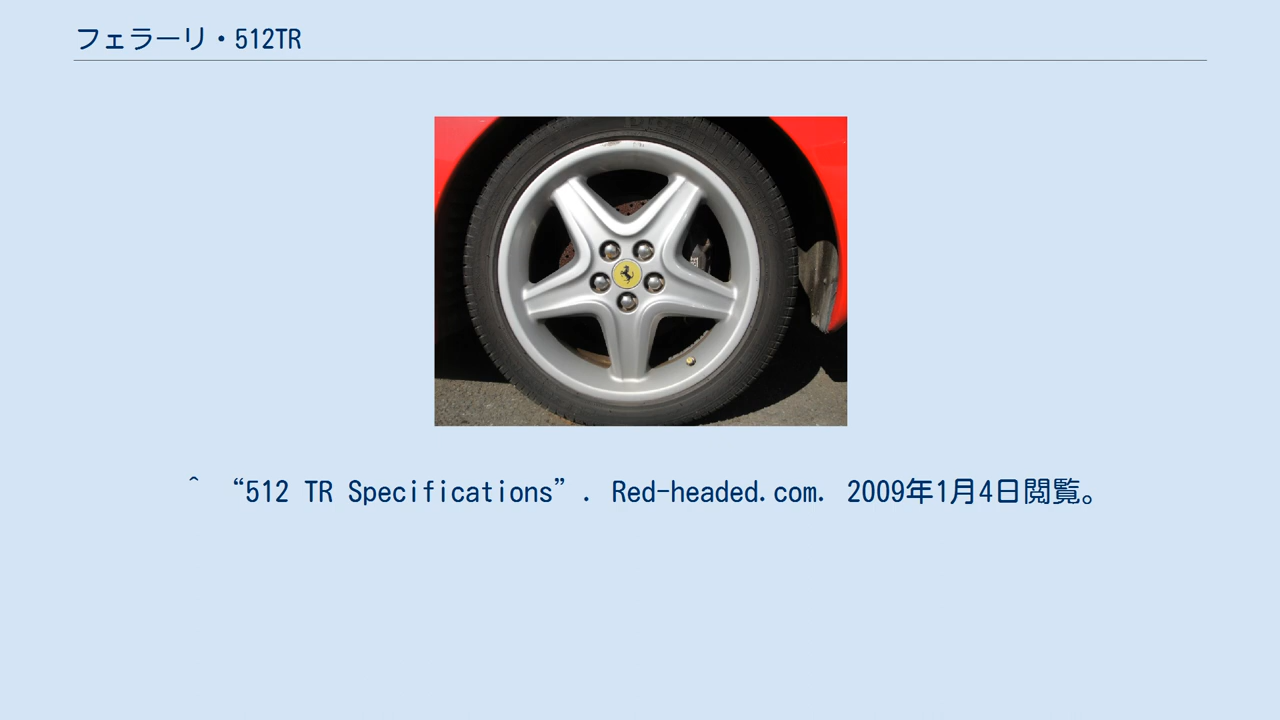 フェラーリ・512TR
^ “512 TR Specifications”. Red-headed.com. 2009年1月4日閲覧。